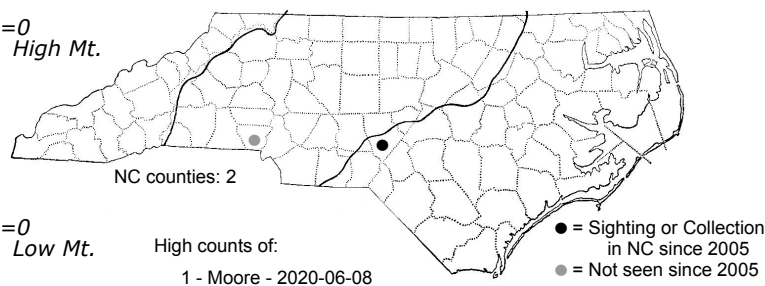 =0
High Mt.
NC counties: 2
=0
Low Mt.
High counts of:
1 - Moore - 2020-06-08
● = Sighting or Collection
in NC since 2005
● = Not seen since 2005